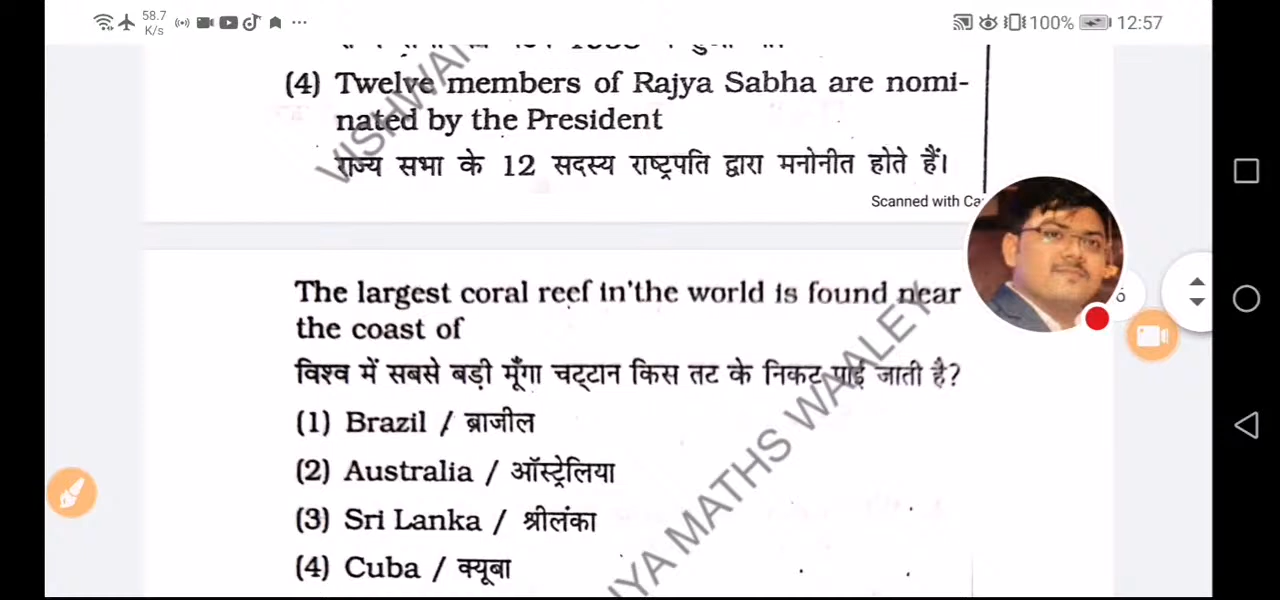 58.7
K/s
100%
12:57
(4) Twelve members of Rajya Sabha are nomi-
nated by the President
राज्य सभा के 12 सदस्य राष्ट्रपति द्वारा मनोनीत होते हैं।
Scanned with
The largest coral reef in the world is found near
the coast of
विश्व में सबसे बड़ी मूँगा चट्टान किस तट के निकट पाई जाती है?
(1) Brazil / ब्राजील
(2) Australia / ऑस्ट्रेलिया
(3) Sri Lanka / श्रीलंका
(4) Cuba / क्यूबा
MATHS WAALEY